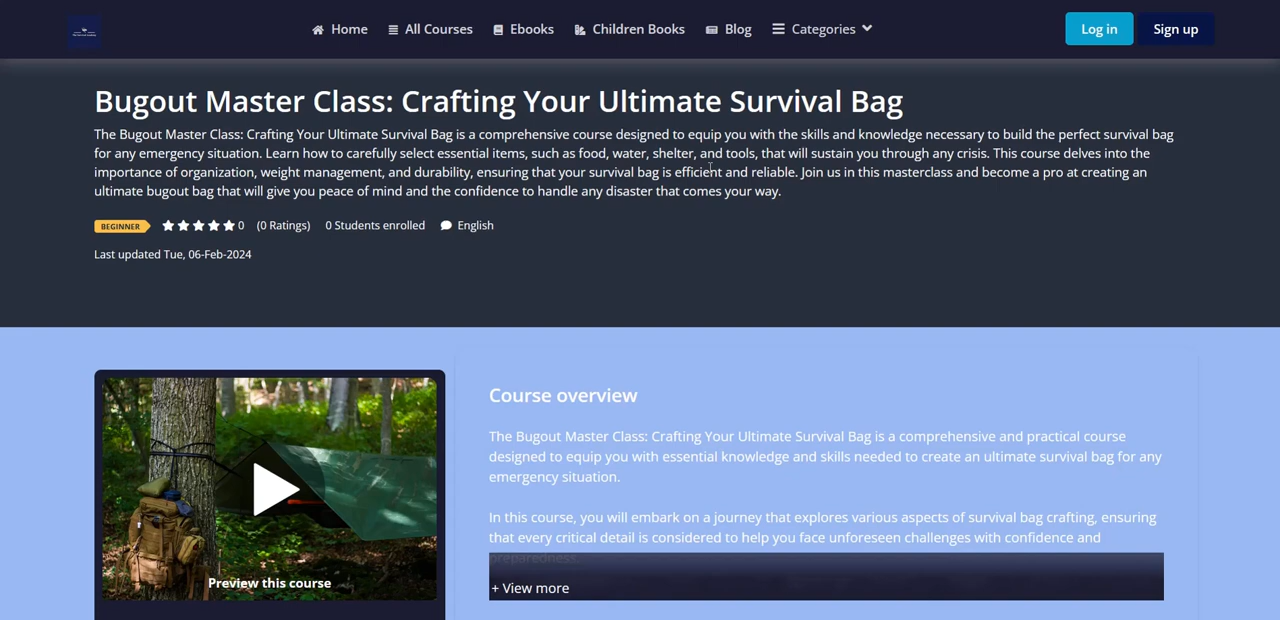 Home
All Courses
Ebooks
Children Books
Blog
Categories
Log in
Sign up
Bugout Master Class: Crafting Your Ultimate Survival Bag
The Bugout Master Class: Crafting Your Ultimate Survival Bag is a comprehensive course designed to equip you with the skills and knowledge necessary to build the perfect survival bag
for any emergency situation. Learn how to carefully select essential items, such as food, water, shelter, and tools, that will sustain you through any crisis. This course delves into the
importance of organization, weight management, and durability, ensuring that your survival bag is efficient and reliable. Join us in this masterclass and become a pro at creating an
ultimate bugout bag that will give you peace of mind and the confidence to handle any disaster that comes your way.
BEGINNER
0
(0 Ratings)
0 Students enrolled
English
Last updated Tue, 06-Feb-2024
Preview this course
Course overview
The Bugout Master Class: Crafting Your Ultimate Survival Bag is a comprehensive and practical course
designed to equip you with essential knowledge and skills needed to create an ultimate survival bag for any
emergency situation.
In this course, you will embark on a journey that explores various aspects of survival bag crafting, ensuring
that every critical detail is considered to help you face unforeseen challenges with confidence and
preparedness.
+ View more